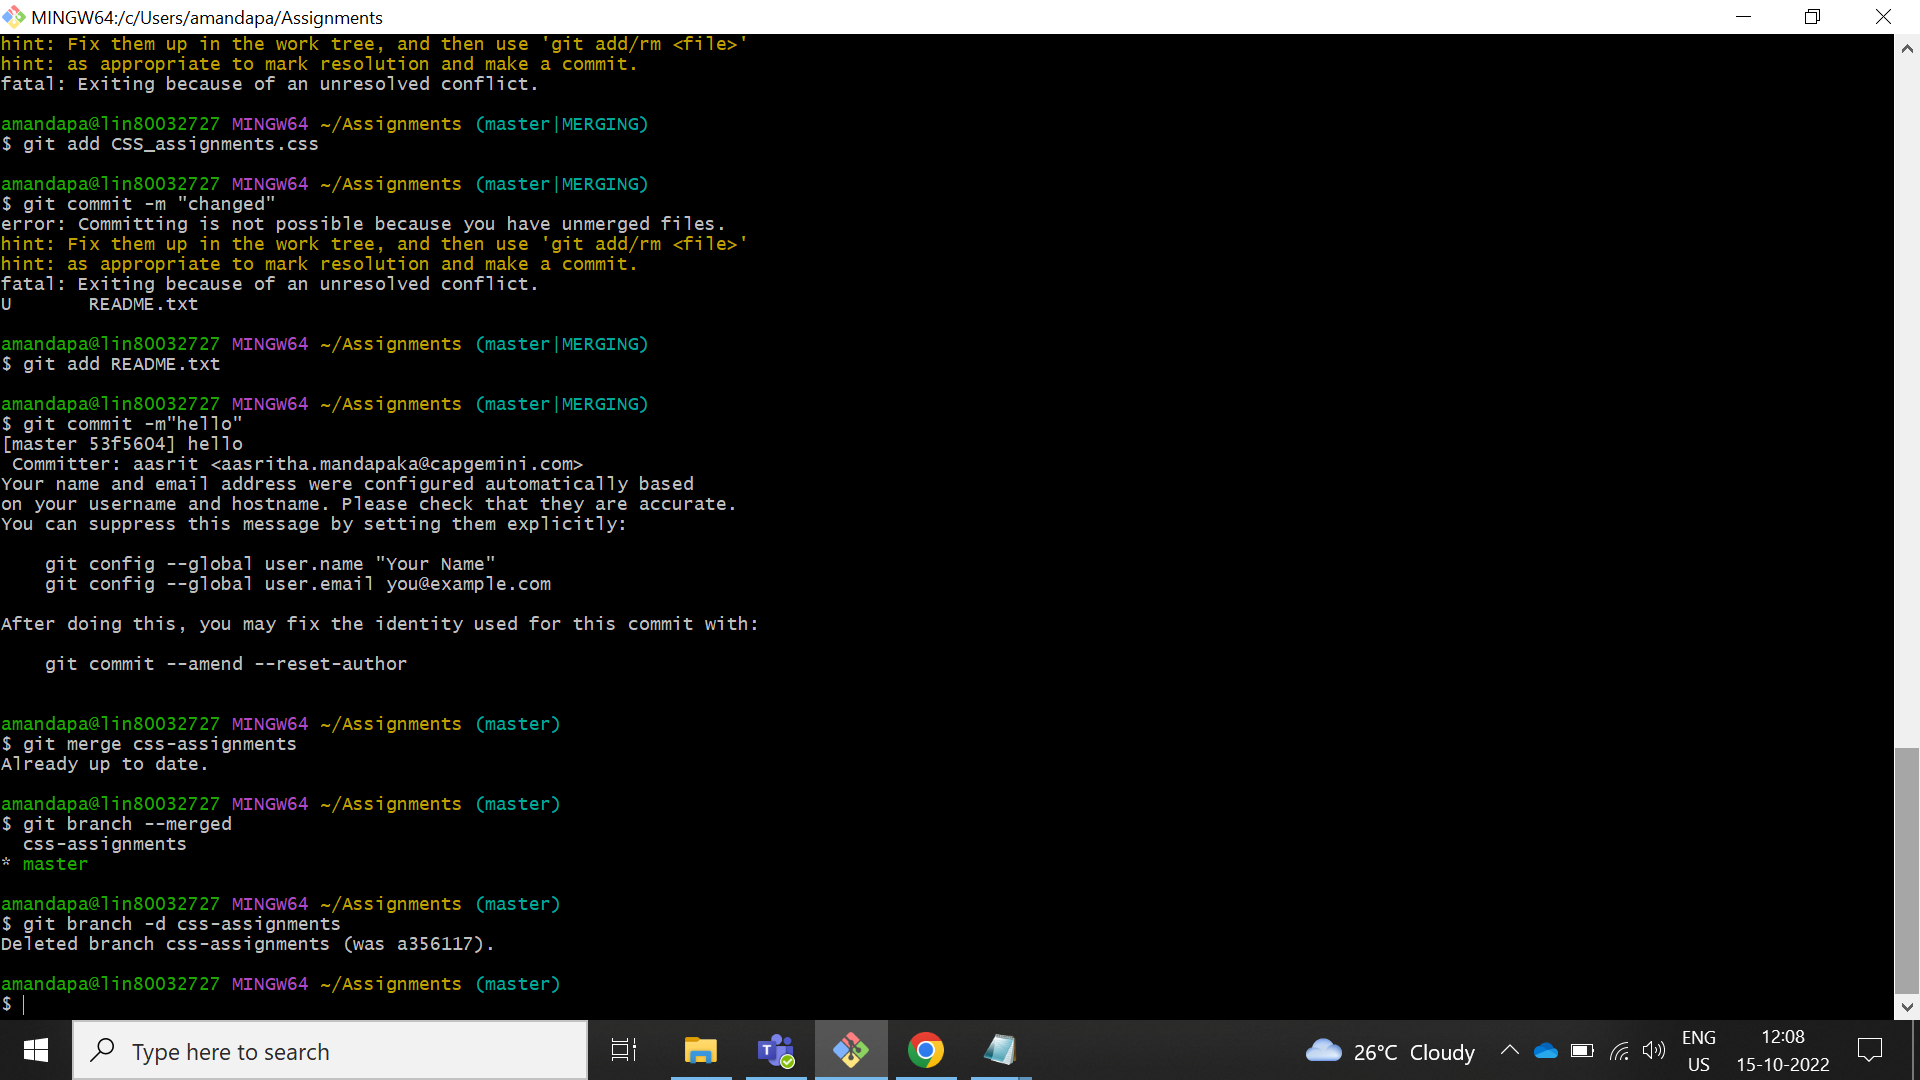 MINGW64:/c/Users/amandapa/Assignments
hint: Fix them up in the work tree, and then use 'git add/rm <file>'
hint: as appropriate to mark resolution and make a commit.
fatal: Exiting because of an unresolved conflict.
amandapa@lin80032727 MINGW64 ~/Assignments (master|MERGING)
$ git add CSS_assignments.css
amandapa@lin80032727 MINGW64 ~/Assignments (master|MERGING)
$ git commit -m "changed"
error: Committing is not possible because you have unmerged files.
hint: Fix them up in the work tree, and then use 'git add/rm <file>'
hint: as appropriate to mark resolution and make a commit.
fatal: Exiting because of an unresolved conflict.
U       README.txt
amandapa@lin80032727 MINGW64 ~/Assignments (master|MERGING)
$ git add README.txt
amandapa@lin80032727 MINGW64 ~/Assignments (master|MERGING)
$ git commit -m"hello"
[master 53f5604] hello
 Committer: aasrit <aasritha.mandapaka@capgemini.com>
Your name and email address were configured automatically based
on your username and hostname. Please check that they are accurate.
You can suppress this message by setting them explicitly:
    git config --global user.name "Your Name"
    git config --global user.email you@example.com
After doing this, you may fix the identity used for this commit with:
    git commit --amend --reset-author
amandapa@lin80032727 MINGW64 ~/Assignments (master)
$ git merge css-assignments
Already up to date.
amandapa@lin80032727 MINGW64 ~/Assignments (master)
$ git branch --merged
  css-assignments
* master
amandapa@lin80032727 MINGW64 ~/Assignments (master)
$ git branch -d css-assignments
Deleted branch css-assignments (was a356117).
amandapa@lin80032727 MINGW64 ~/Assignments (master)
$
Type here to search
26°C Cloudy
ENG
US
12:08
15-10-2022